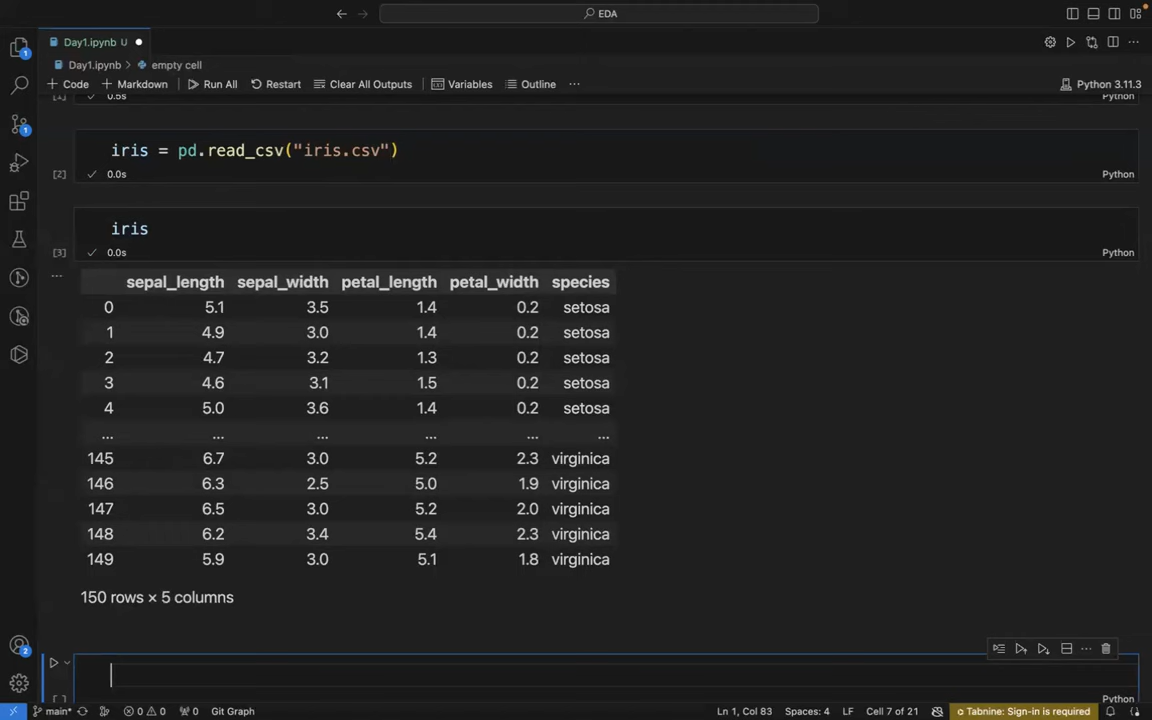 EDA
Day1.ipynb U
Day1.ipynb > empty cell
+ Code + Markdown Run All Restart Clear All Outputs Variables Outline ... Python 3.11.3
[1] 0.5s Python
iris = pd.read_csv("iris.csv")
[2] 0.0s Python
iris
[3] 0.0s Python
...
sepal_length sepal_width petal_length petal_width species
0 5.1 3.5 1.4 0.2 setosa
1 4.9 3.0 1.4 0.2 setosa
2 4.7 3.2 1.3 0.2 setosa
3 4.6 3.1 1.5 0.2 setosa
4 5.0 3.6 1.4 0.2 setosa
... ... ... ... ... ...
145 6.7 3.0 5.2 2.3 virginica
146 6.3 2.5 5.0 1.9 virginica
147 6.5 3.0 5.2 2.0 virginica
148 6.2 3.4 5.4 2.3 virginica
149 5.9 3.0 5.1 1.8 virginica
150 rows × 5 columns
[ ] Python
1
1
2
main* 0 0 0 Git Graph Ln 1, Col 83 Spaces: 4 LF Cell 7 of 21 Tabnine: Sign-in is required